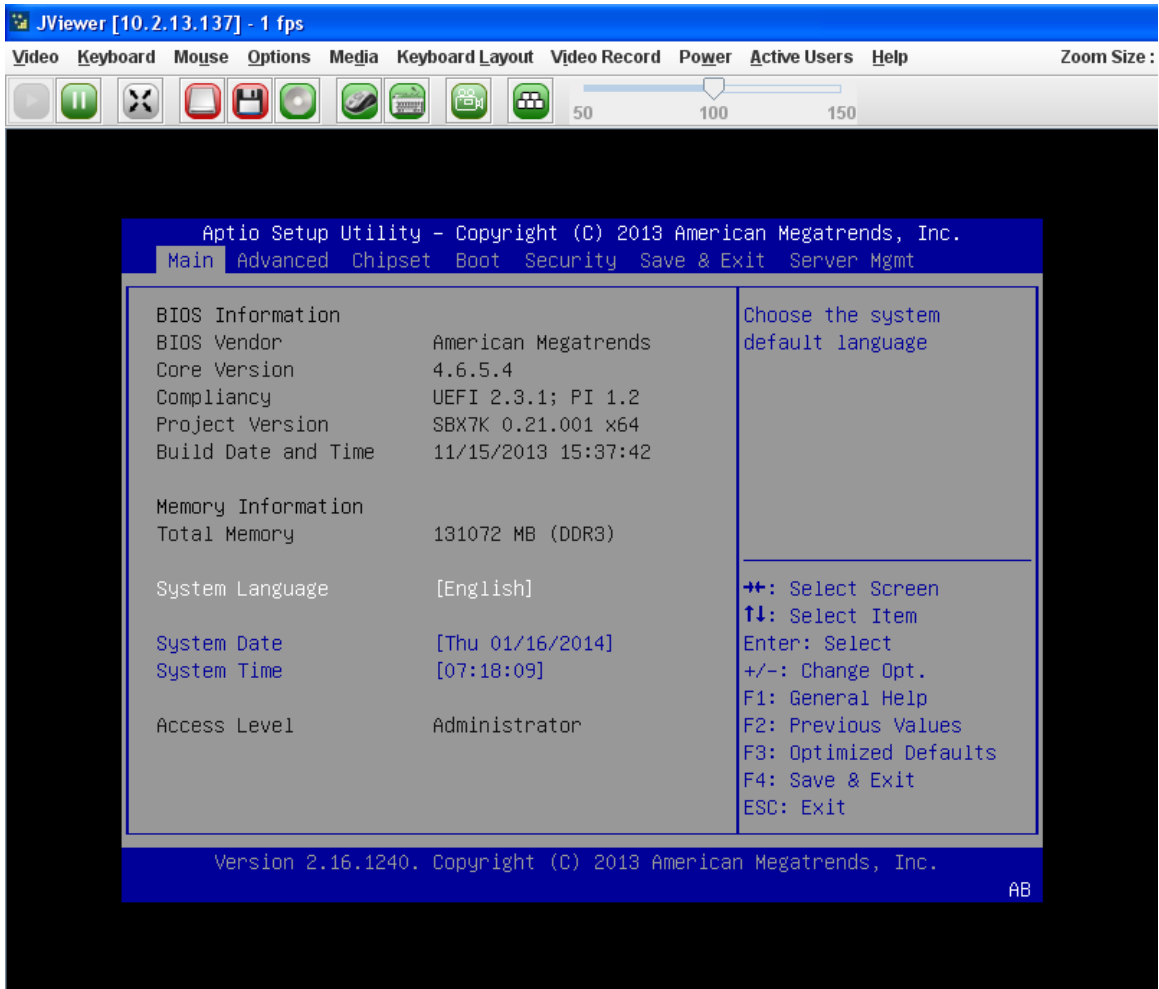 JViewer [10.2.13.137] - 1 fps
Video Keyboard Mouse Options Media Keyboard Layout Video Record Power Active Users Help Zoom Size :
50 100 150
Aptio Setup Utility - Copyright (C) 2013 American Megatrends, Inc.
Main Advanced Chipset Boot Security Save & Exit Server Mgmt
BIOS Information
BIOS Vendor American Megatrends
Core Version 4.6.5.4
Compliancy UEFI 2.3.1; PI 1.2
Project Version SBX7K 0.21.001 x64
Build Date and Time 11/15/2013 15:37:42
Memory Information
Total Memory 131072 MB (DDR3)
System Language [English]
System Date [Thu 01/16/2014]
System Time [07:18:09]
Access Level Administrator
Choose the system
default language
→←: Select Screen
↑↓: Select Item
Enter: Select
+/-: Change Opt.
F1: General Help
F2: Previous Values
F3: Optimized Defaults
F4: Save & Exit
ESC: Exit
Version 2.16.1240. Copyright (C) 2013 American Megatrends, Inc.
AB